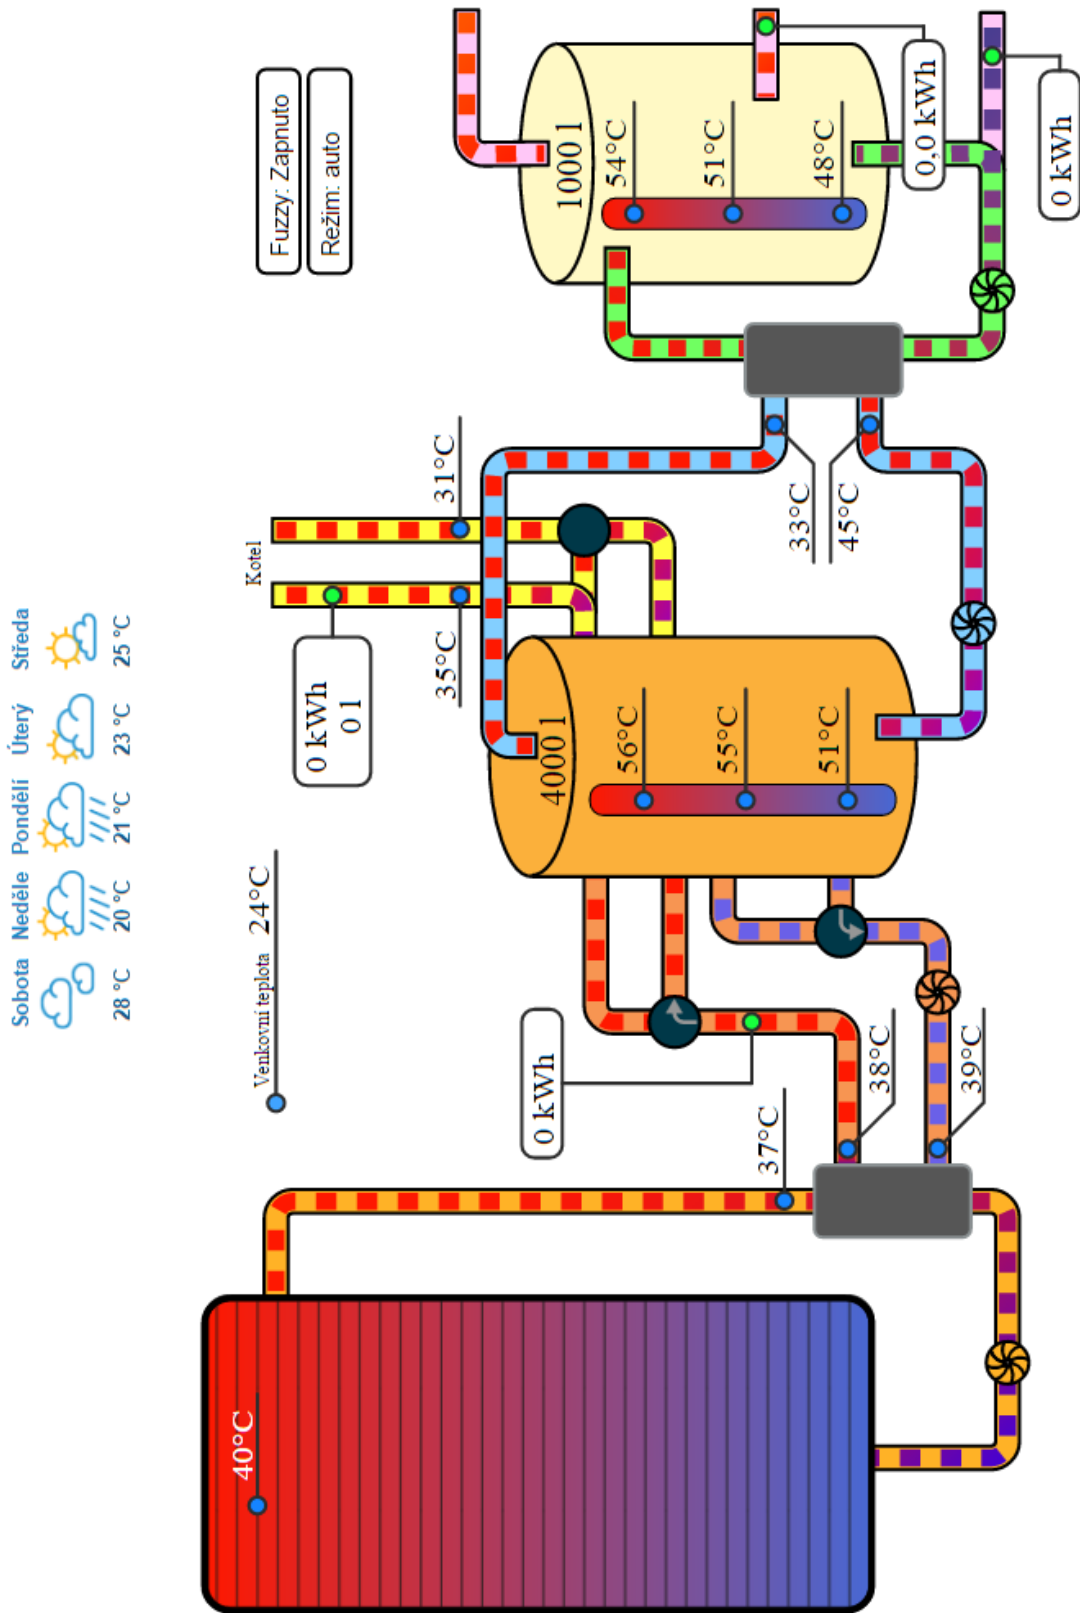 Sobota
Neděle
Pondělí
Úterý
Středa
28 °C
20 °C
21 °C
23 °C
25 °C
Venkovní teplota 24°C
Kotel
Fuzzy: Zapnuto
Režim: auto
0 kWh
0 l
35°C
31°C
40°C
37°C
38°C
39°C
0 kWh
4000 l
56°C
55°C
51°C
33°C
45°C
1000 l
54°C
51°C
48°C
0,0 kWh
0 kWh